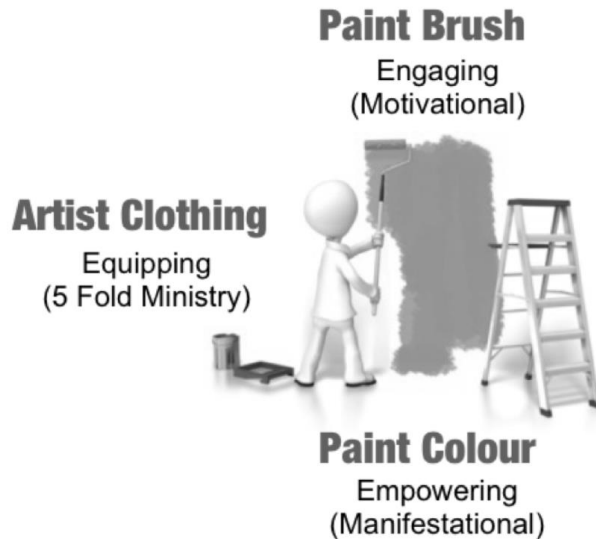 Paint Brush
Engaging
(Motivational)
Artist Clothing
Equipping
(5 Fold Ministry)
Paint Colour
Empowering
(Manifestational)